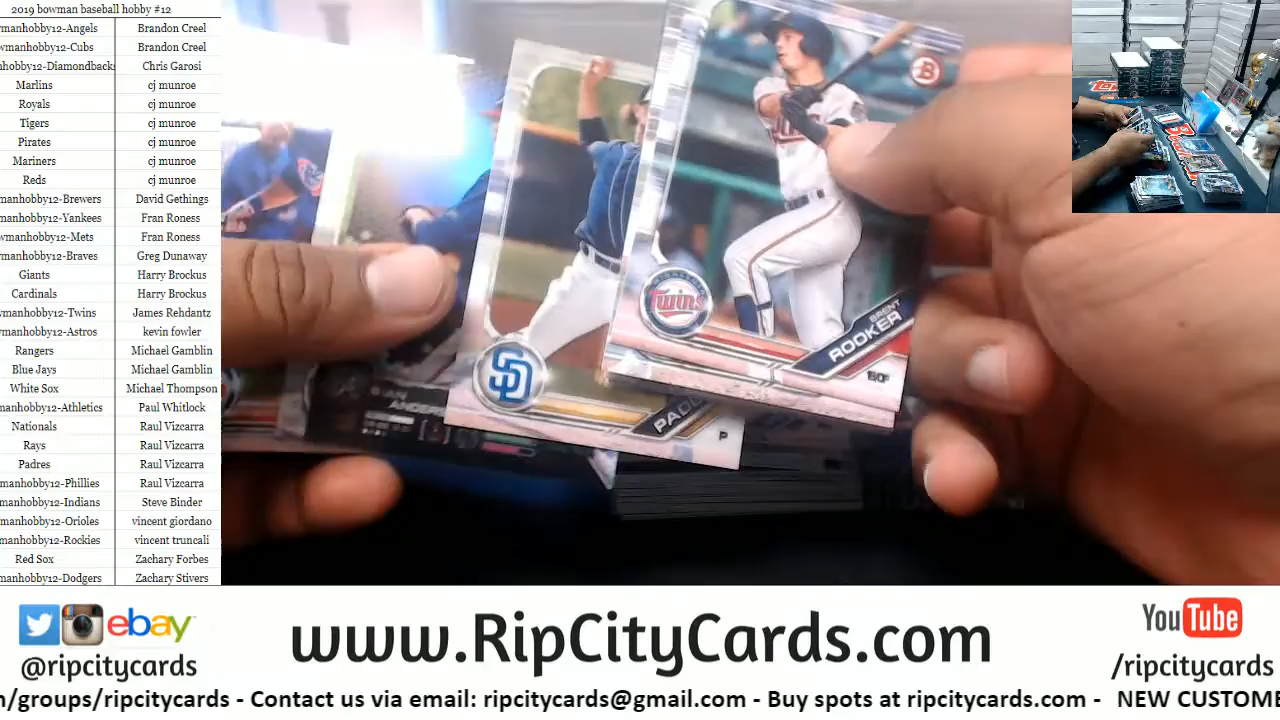 2019 bowman baseball hobby #12
wmanhobby12-Angels Brandon Creel
wmanhobby12-Cubs Brandon Creel
nhobby12-Diamondbacks Chris Garosi
Marlins cj munroe
Royals cj munroe
Tigers cj munroe
Pirates cj munroe
Mariners cj munroe
Reds cj munroe
manhobby12-Brewers David Gethings
manhobby12-Yankees Fran Roness
wmanhobby12-Mets Fran Roness
manhobby12-Braves Greg Dunaway
Giants Harry Brockus
Cardinals Harry Brockus
wmanhobby12-Twins James Rehdantz
wmanhobby12-Astros kevin fowler
Rangers Michael Gamblin
Blue Jays Michael Gamblin
White Sox Michael Thompson
manhobby12-Athletics Paul Whitlock
Nationals Raul Vizcarra
Rays Raul Vizcarra
Padres Raul Vizcarra
manhobby12-Phillies Raul Vizcarra
manhobby12-Indians Steve Binder
manhobby12-Orioles vincent giordano
manhobby12-Rockies vincent truncali
Red Sox Zachary Forbes
manhobby12-Dodgers Zachary Stivers
B
Twins
BRENT
ROOKER
SD
P
ebay
@ripcitycards
www.RipCityCards.com
YouTube
/ripcitycards
n/groups/ripcitycards - Contact us via email: ripcitycards@gmail.com - Buy spots at ripcitycards.com - NEW CUSTOME